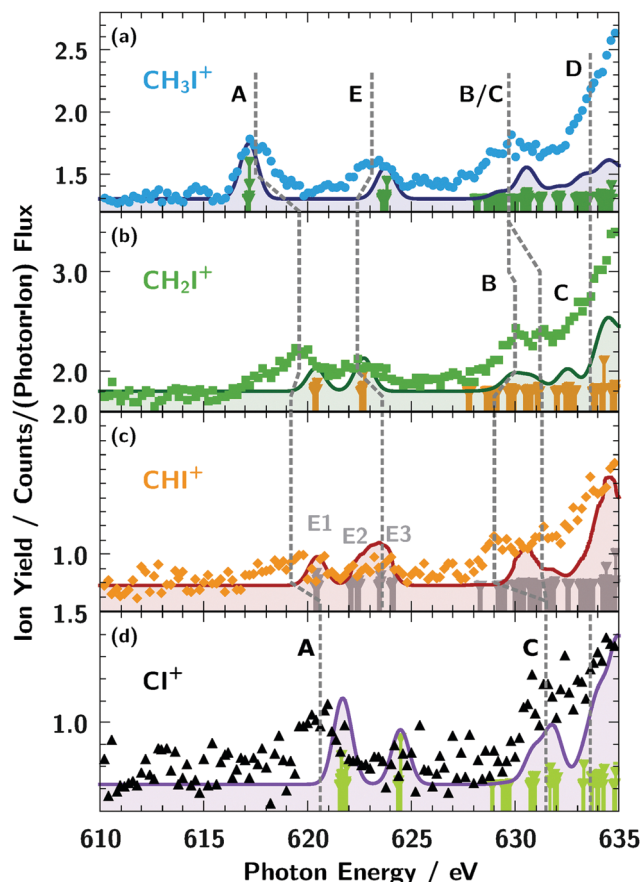 (a)
CH₃I⁺
A
E
B/C
D
2.5
2.0
1.5
(b)
CH₂I⁺
B
C
3.0
2.0
2.0
(c)
CHI⁺
E1
E2
E3
1.0
1.5
(d)
CI⁺
A
C
1.0
610 615 620 625 630 635
Photon Energy / eV
Ion Yield / Counts/(Photon·Ion) Flux